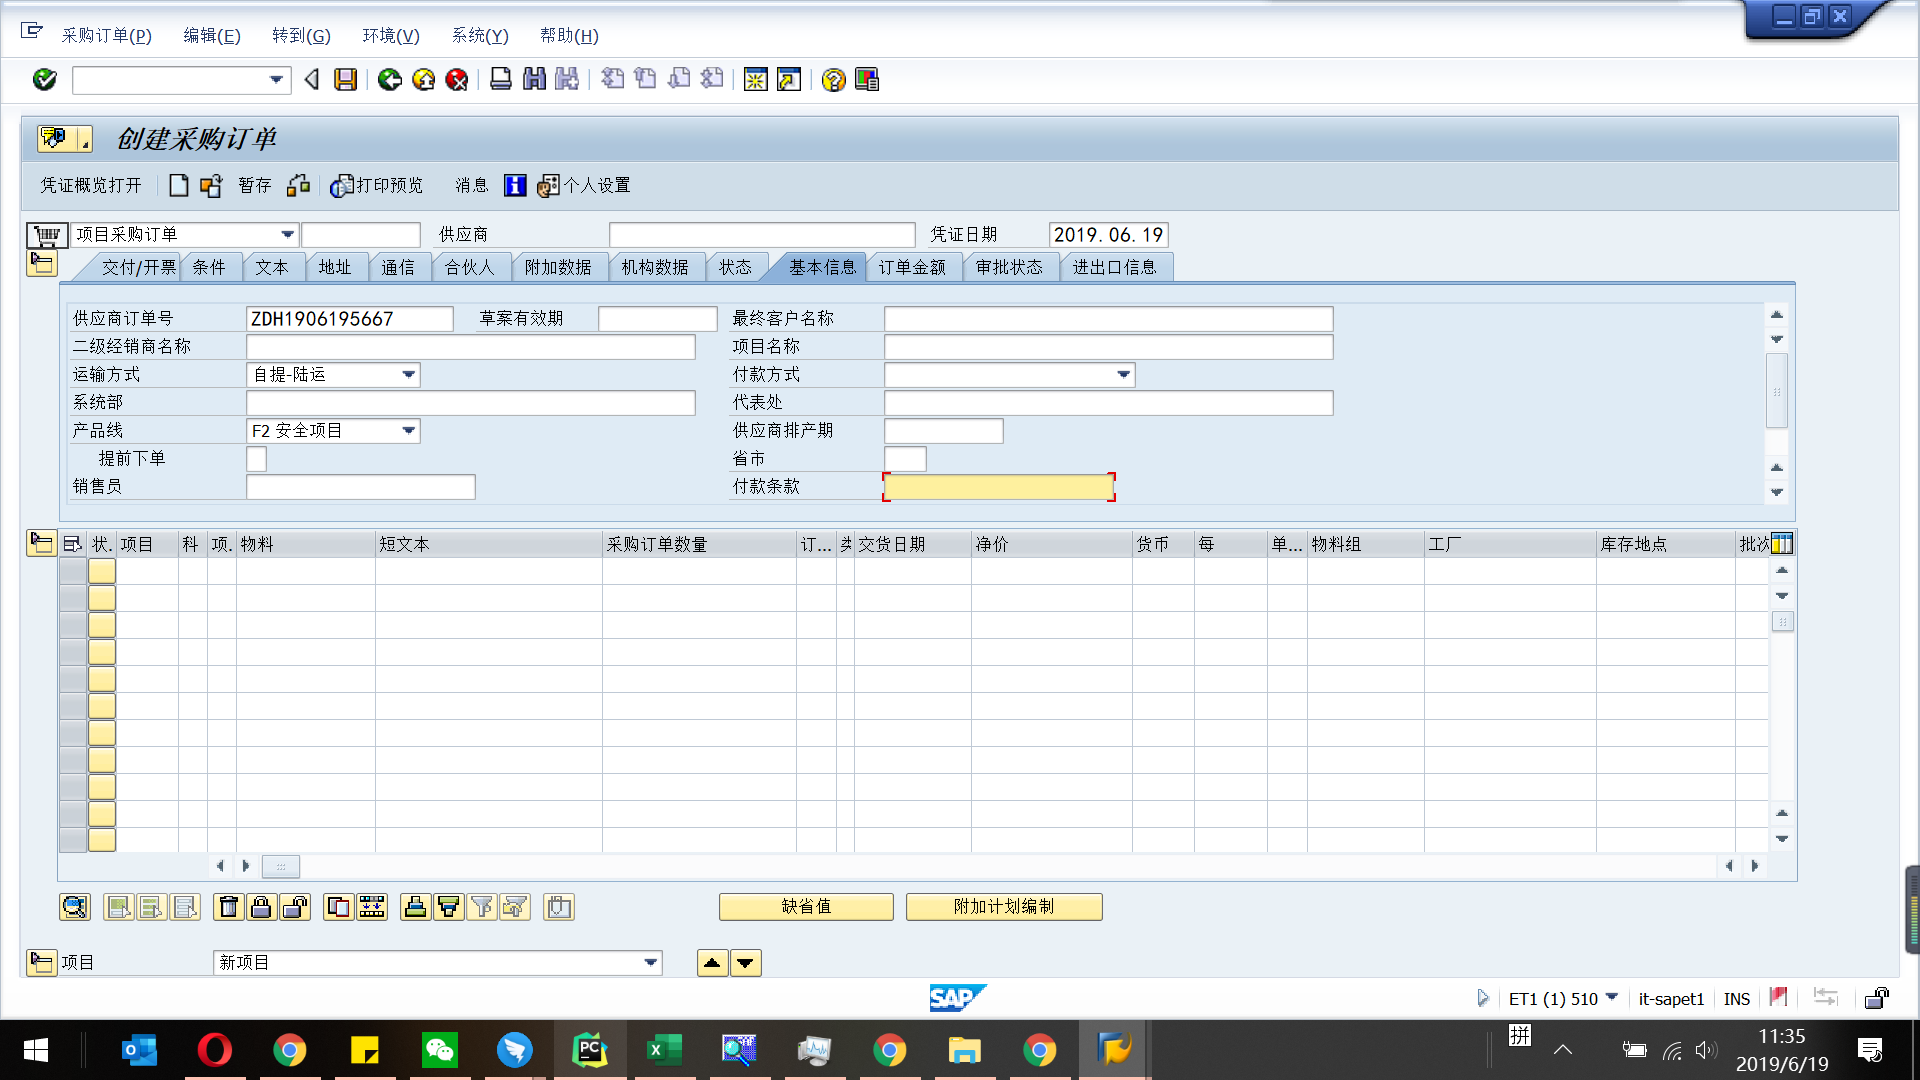 采购订单(P) 编辑(E) 转到(G) 环境(V) 系统(Y) 帮助(H)
创建采购订单
凭证概览打开 暂存 打印预览 消息 个人设置
项目采购订单 供应商 凭证日期 2019.06.19
交付/开票 条件 文本 地址 通信 合伙人 附加数据 机构数据 状态 基本信息 订单金额 审批状态 进出口信息
供应商订单号 ZDH1906195667 草案有效期 最终客户名称
二级经销商名称 项目名称
运输方式 自提-陆运 付款方式
系统部 代表处
产品线 F2 安全项目 供应商排产期
提前下单 省市
销售员 付款条款
状. 项目 科 项. 物料 短文本 采购订单数量 订... 交货日期 净价 货币 每 单... 物料组 工厂 库存地点 批次
缺省值 附加计划编制
项目 新项目
SAP ET1 (1) 510 it-sapet1 INS
拼 11:35
2019/6/19